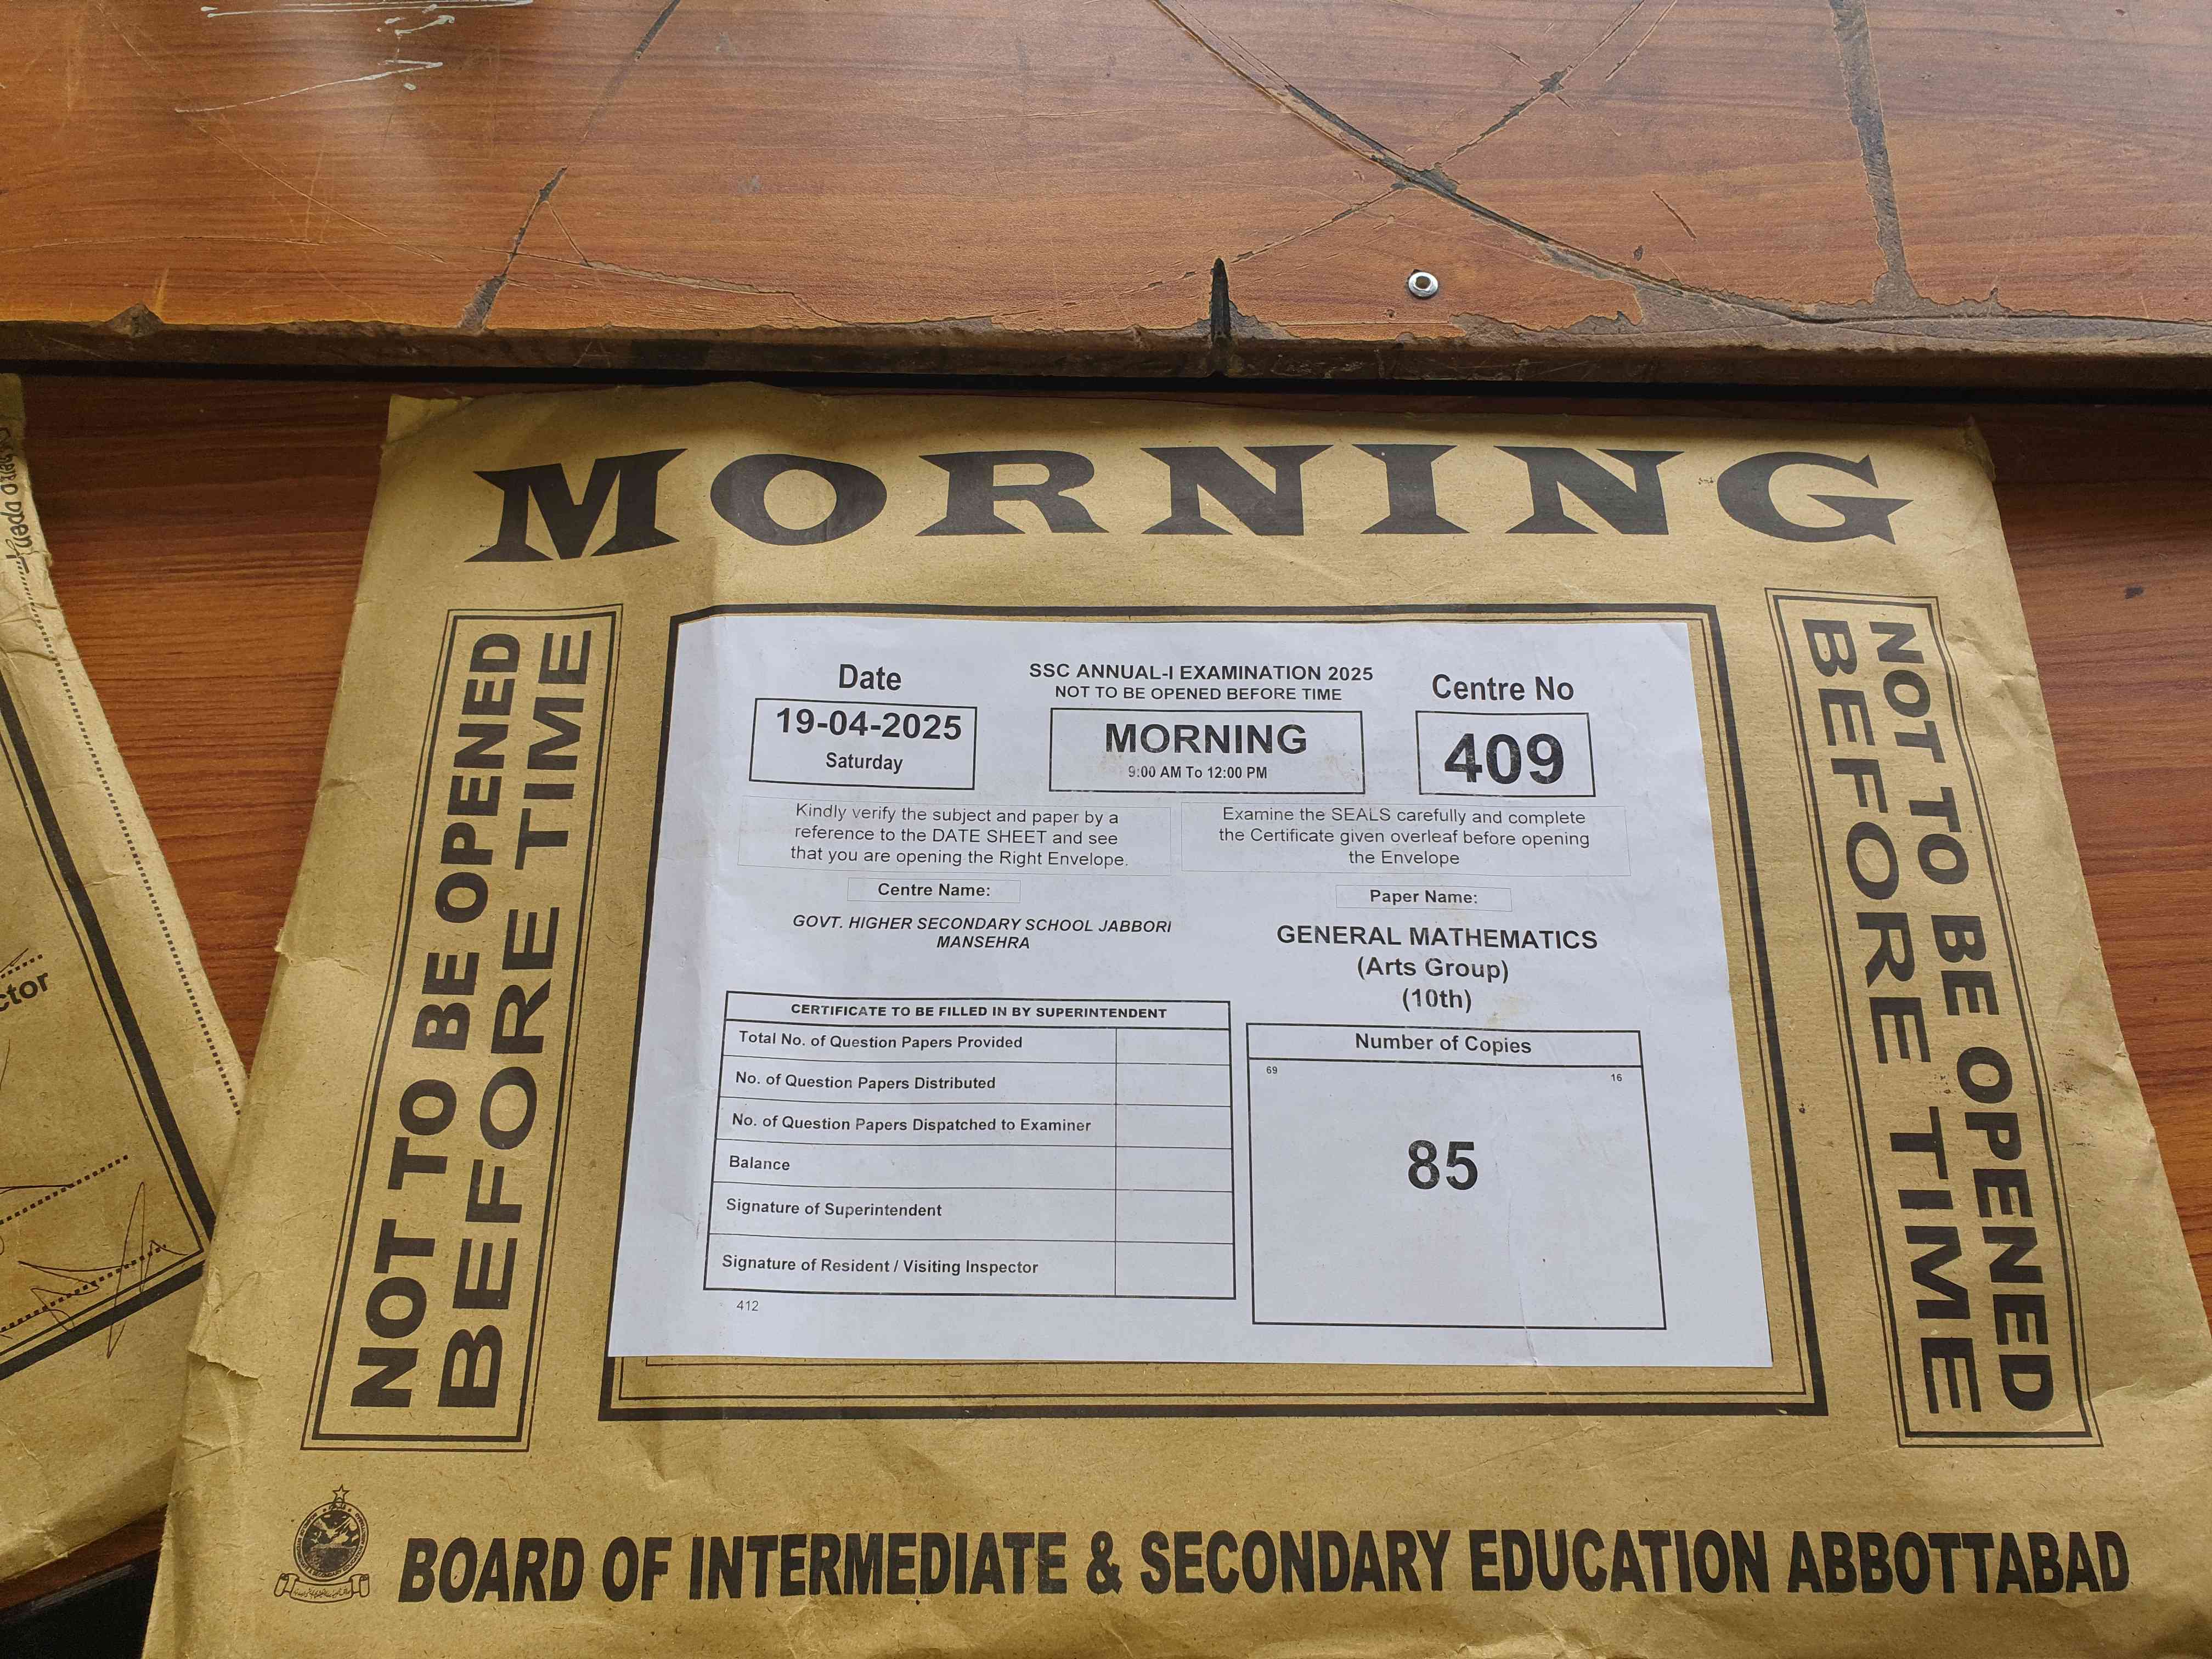 MORNING
NOT TO BE OPENED
BEFORE TIME
Date
19-04-2025
Saturday
SSC ANNUAL-I EXAMINATION 2025
NOT TO BE OPENED BEFORE TIME
MORNING
9:00 AM To 12:00 PM
Centre No
409
Kindly verify the subject and paper by a
reference to the DATE SHEET and see
that you are opening the Right Envelope.
Examine the SEALS carefully and complete
the Certificate given overleaf before opening
the Envelope
Centre Name:
GOVT. HIGHER SECONDARY SCHOOL JABBORI
MANSEHRA
Paper Name:
GENERAL MATHEMATICS
(Arts Group)
(10th)
CERTIFICATE TO BE FILLED IN BY SUPERINTENDENT
Total No. of Question Papers Provided
No. of Question Papers Distributed
No. of Question Papers Dispatched to Examiner
Balance
Signature of Superintendent
Signature of Resident / Visiting Inspector
412
Number of Copies
69 16
85
NOT TO BE OPENED
BEFORE TIME
BOARD OF INTERMEDIATE & SECONDARY EDUCATION ABBOTTABAD